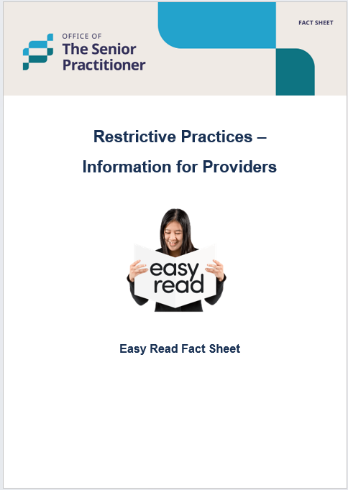 OFFICE OF
The Senior
Practitioner
FACT SHEET
Restrictive Practices –
Information for Providers
easy
read
Easy Read Fact Sheet